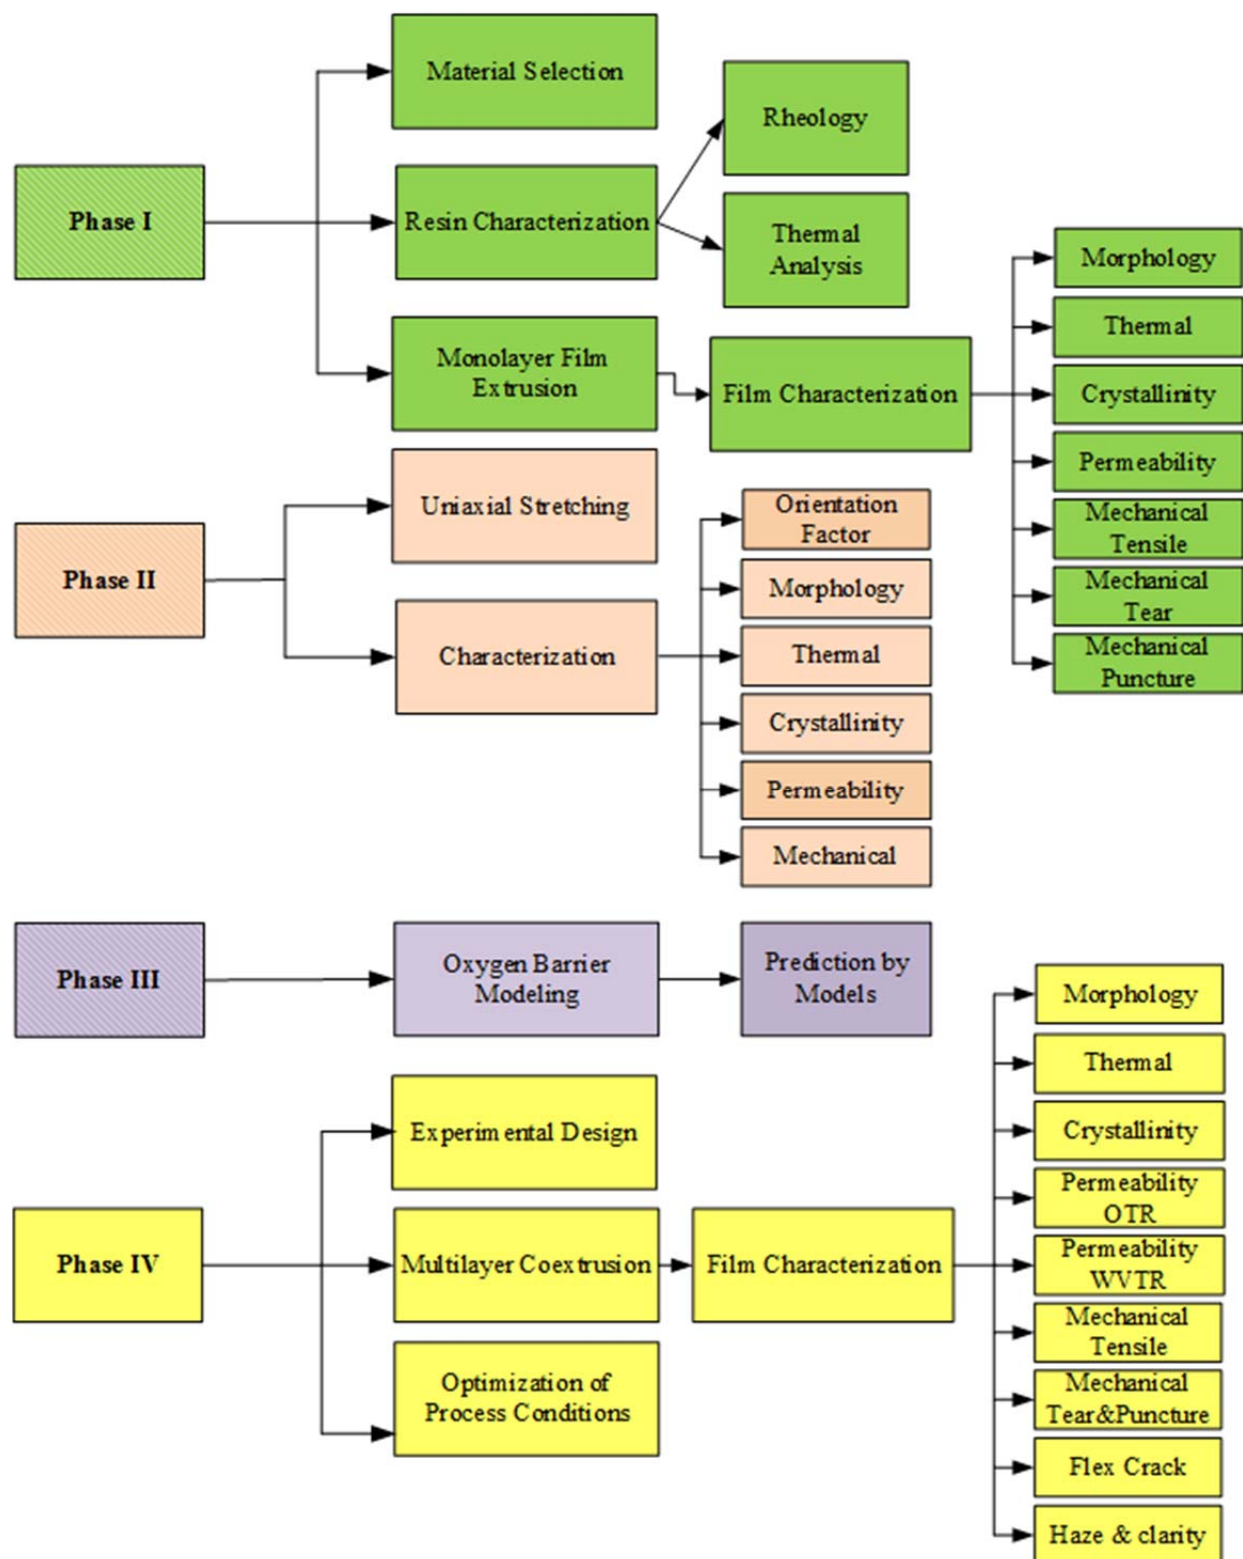 Material Selection
Rheology
Phase I
Resin Characterization
Thermal
Analysis
Monolayer Film
Extrusion
Film Characterization
Morphology
Thermal
Crystallinity
Permeability
Mechanical
Tensile
Mechanical
Tear
Mechanical
Puncture
Phase II
Uniaxial Stretching
Characterization
Orientation
Factor
Morphology
Thermal
Crystallinity
Permeability
Mechanical
Phase III
Oxygen Barrier
Modeling
Prediction by
Models
Phase IV
Experimental Design
Multilayer Coextrusion
Optimization of
Process Conditions
Film Characterization
Morphology
Thermal
Crystallinity
Permeability
OTR
Permeability
WVTR
Mechanical
Tensile
Mechanical
Tear&Puncture
Flex Crack
Haze & clarity